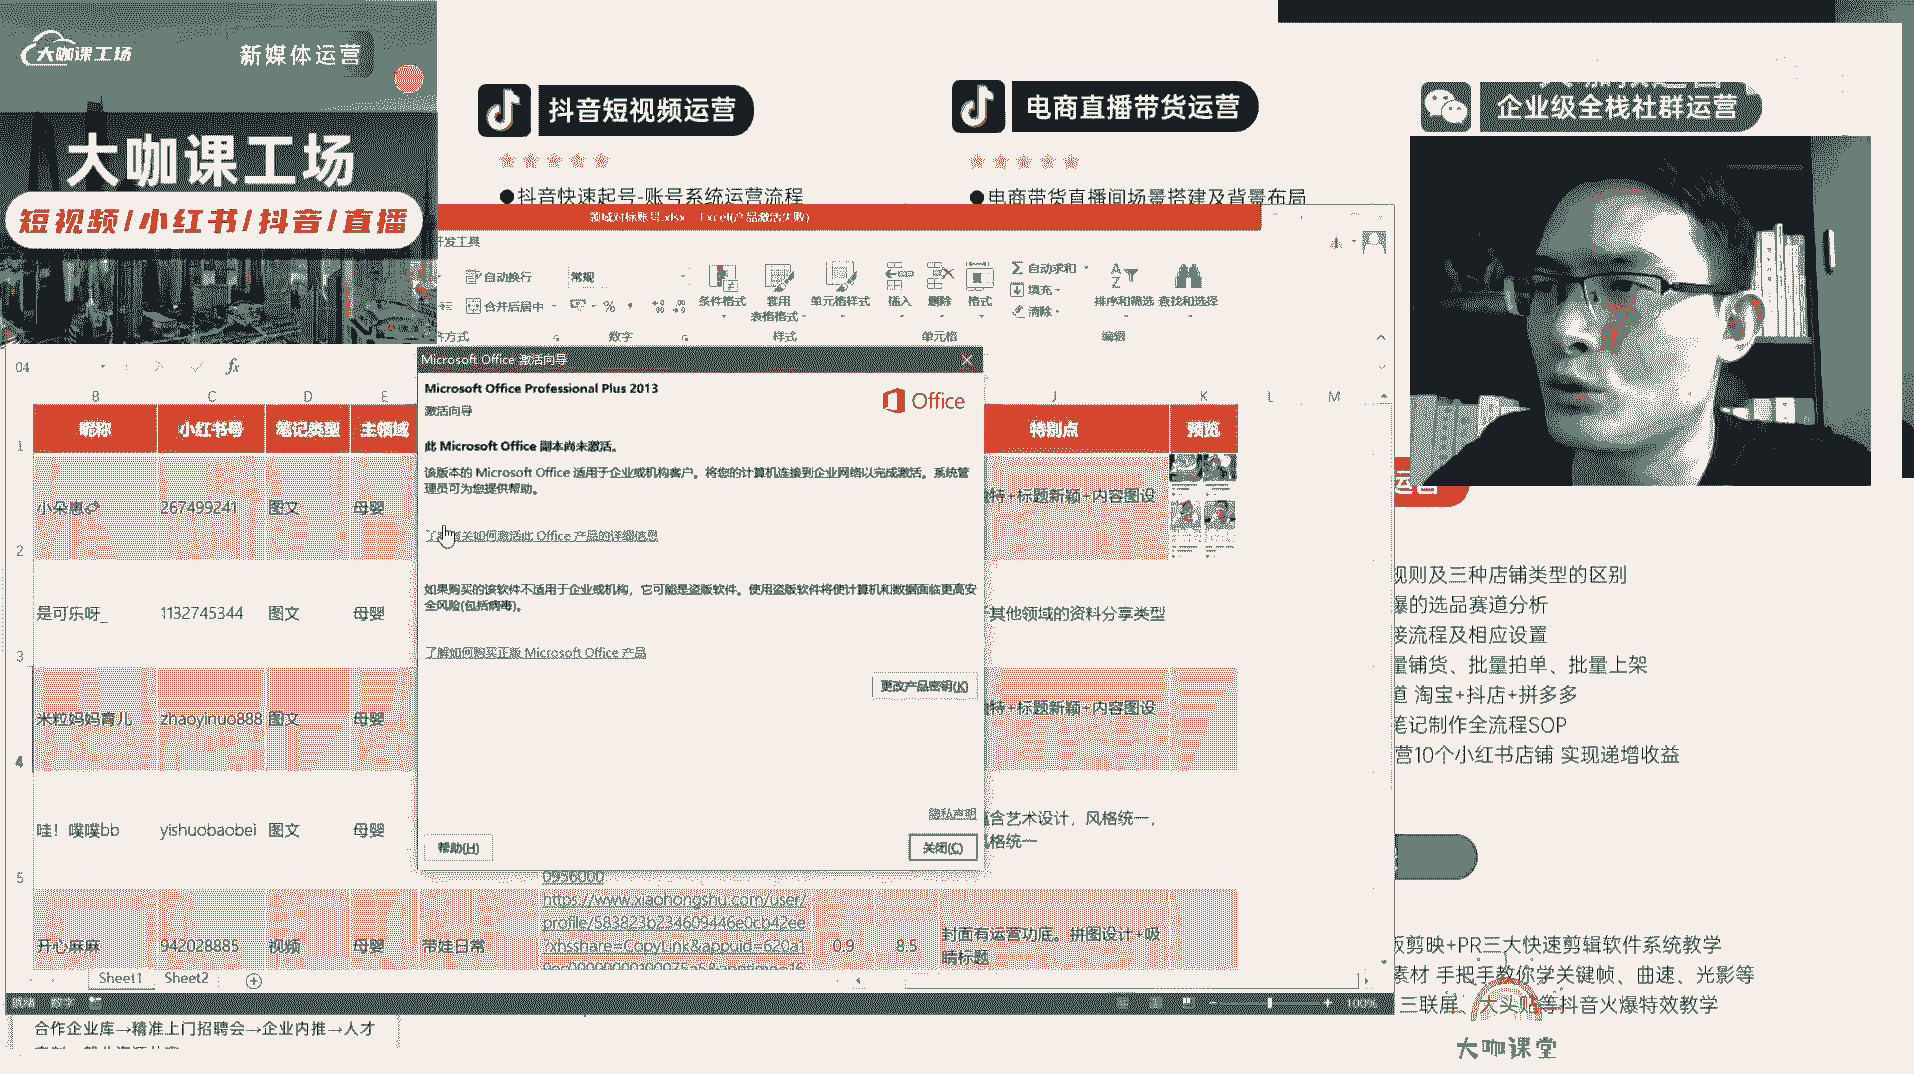 大咖课工场
新媒体运营
大咖课工场
短视频/小红书/抖音/直播
抖音短视频运营
●抖音快速起号-账号系统运营流程
电商直播带货运营
●电商带货直播间场景搭建及背景布局
企业级全栈社群运营
领域对标账号.xlsx - Excel(产品激活失败)
开发工具
自动换行
常规
合并后居中
%
条件格式
套用
表格格式
单元格样式
插入
删除
格式
自动求和
填充
清除
排序和筛选
查找和选择
数字
样式
单元格
编辑
O4
fx
B C D E J K L M
1
昵称 小红书号 笔记类型 主领域 特别点 预览
2
小朵惠 267499241 图文 母婴
特+标题新颖+内容图设
3
是可乐呀_ 1132745344 图文 母婴
其他领域的资料分享类型
4
米粒妈妈育儿 zhaoyinuo888 图文 母婴
特+标题新颖+内容图设
5
哇！噗噗bb yishuobaobei 图文 母婴
含艺术设计，风格统一，
格统一
0956000
开心麻麻 942028885 视频 母婴 带娃日常
https://www.xiaohongshu.com/user/
profile/583823b234609446e0cb42ee
?xhsshare=CopyLink&appuid=620a1
0.9 8.5
封面有运营功底。拼图设计+吸
睛标题
Microsoft Office 激活向导
Microsoft Office Professional Plus 2013
激活向导
Office
此 Microsoft Office 副本尚未激活。
该版本的 Microsoft Office 适用于企业或机构客户。将您的计算机连接到企业网络以完成激活。系统管
理员可为您提供帮助。
了解有关如何激活此 Office 产品的详细信息
如果购买的该软件不适用于企业或机构，它可能是盗版软件。使用盗版软件将使计算机和数据面临更高安
全风险(包括病毒)。
了解如何购买正版 Microsoft Office 产品
更改产品密钥(K)
隐私声明
帮助(H)
关闭(C)
Sheet1 Sheet2
就绪 数字
100%
合作企业库→精准上门招聘会→企业内推→人才
运营
规则及三种店铺类型的区别
爆的选品赛道分析
接流程及相应设置
量铺货、批量拍单、批量上架
道 淘宝+抖店+拼多多
笔记制作全流程SOP
营10个小红书店铺 实现递增收益
剪映+PR三大快速剪辑软件系统教学
素材 手把手教你学关键帧、曲速、光影等
三联屏、大头贴等抖音火爆特效教学
大咖课堂